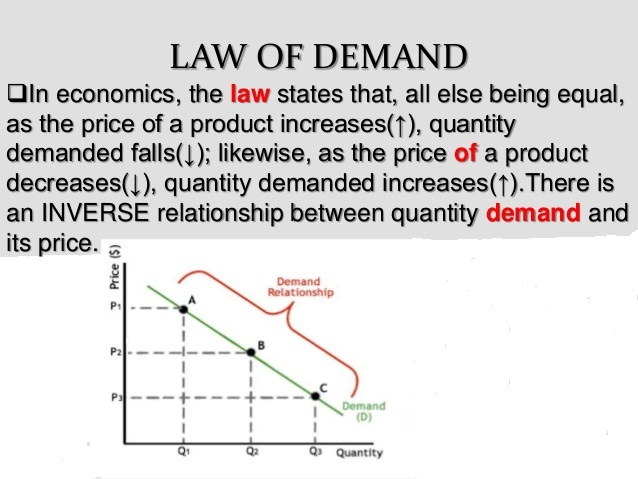 LAW OF DEMAND
❑In economics, the law states that, all else being equal,
as the price of a product increases(↑), quantity
demanded falls(↓); likewise, as the price of a product
decreases(↓), quantity demanded increases(↑).There is
an INVERSE relationship between quantity demand and
its price.
Price ($)
Demand
Relationship
P1
A
P2
B
P3
C
Demand
(D)
Q1 Q2 Q3 Quantity